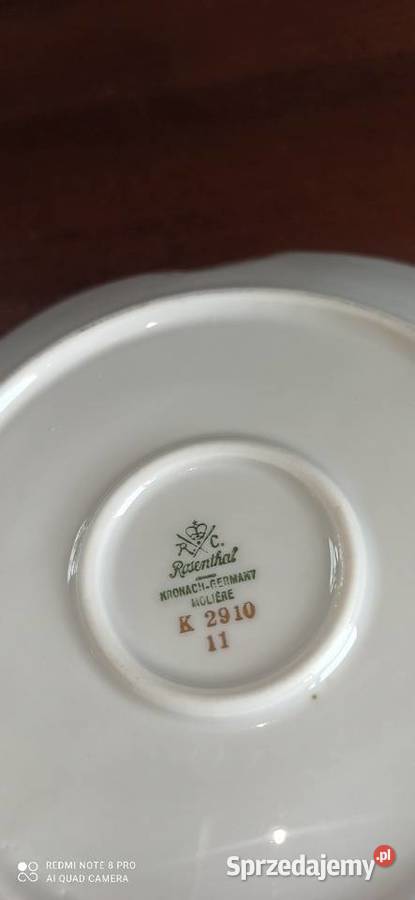 R C.
Rosenthal
KRONACH-GERMANY
MOLIÈRE
K 2910
11
REDMI NOTE 8 PRO
AI QUAD CAMERA
Sprzedajemy.pl